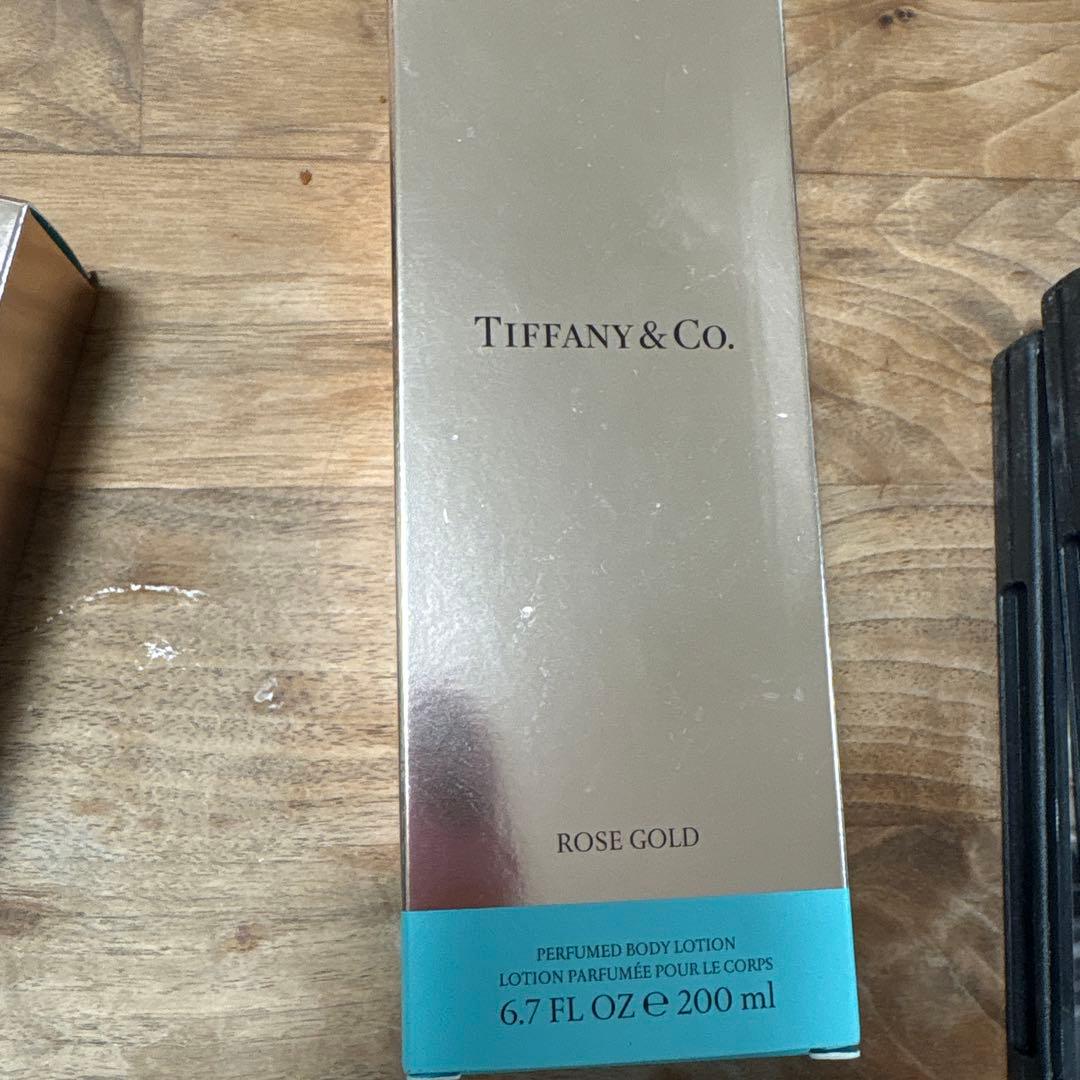 TIFFANY & CO.
ROSE GOLD
PERFUMED BODY LOTION
LOTION PARFUMÉE POUR LE CORPS
6.7 FL OZ e 200 ml